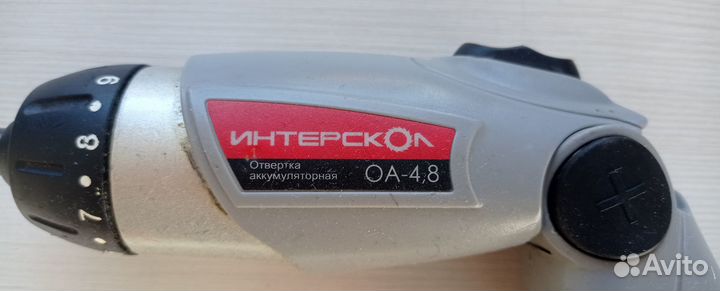 ИНТЕРСКОЛ
Отвертка
аккумуляторная
ОА-4,8
9
8
7
Avito